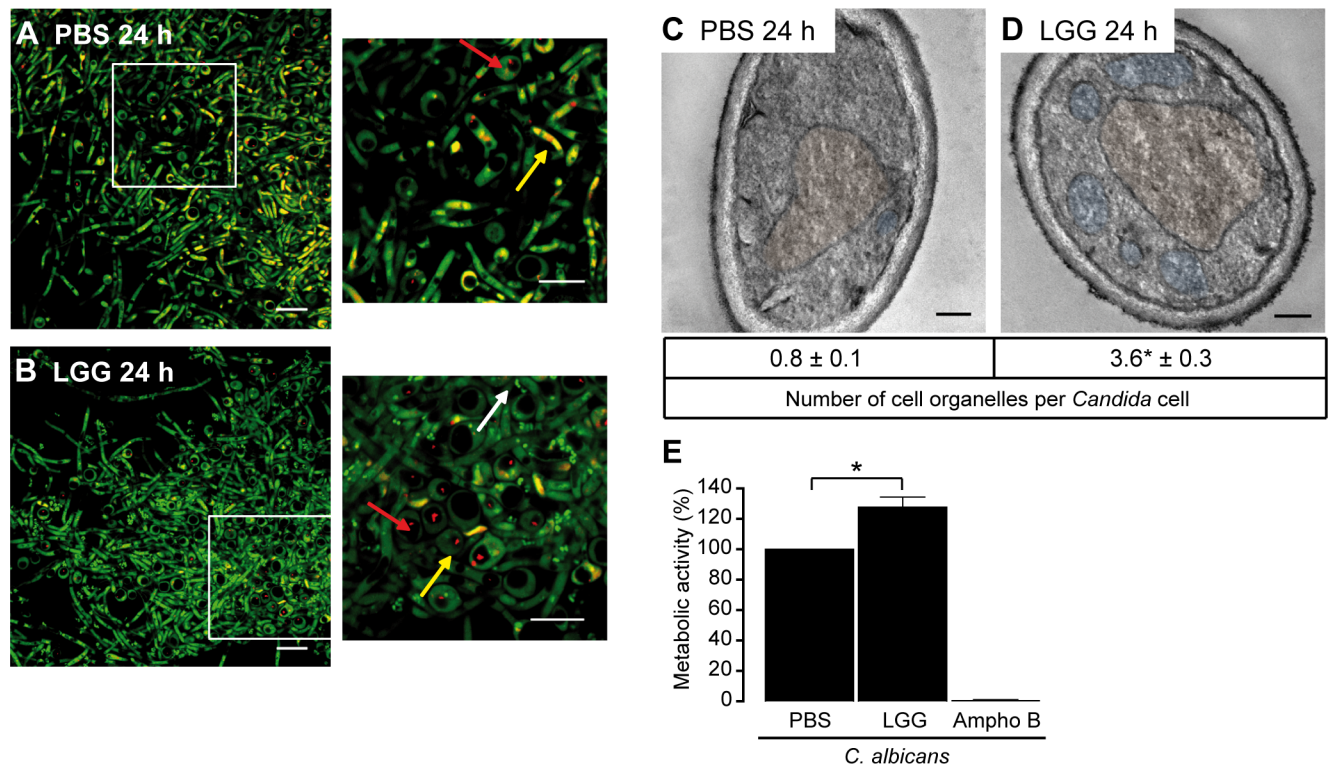 A PBS 24 h
B LGG 24 h
C PBS 24 h
D LGG 24 h
0.8 ± 0.1
3.6* ± 0.3
Number of cell organelles per Candida cell
E
*
Metabolic activity (%)
140
120
100
80
60
40
20
0
PBS
LGG
Ampho B
C. albicans